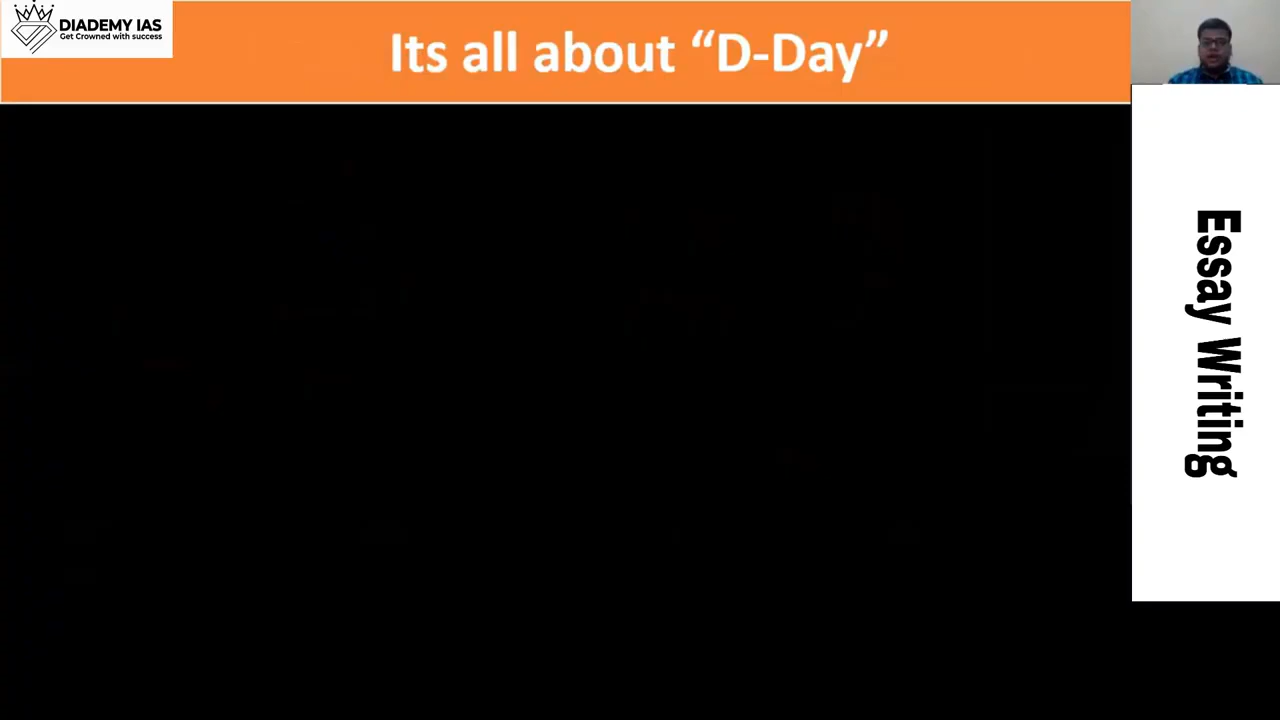 DIADEMY IAS
Get Crowned with success
Its all about “D-Day”
Essay Writing